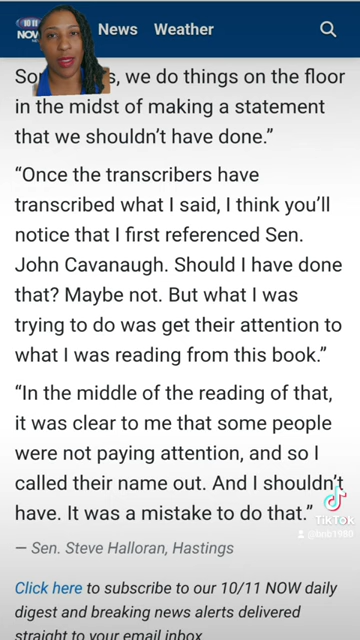 10 11
NOW
News
Weather
s, we do things on the floor
in the midst of making a statement
that we shouldn't have done.”
“Once the transcribers have
transcribed what I said, I think you'll
notice that I first referenced Sen.
John Cavanaugh. Should I have done
that? Maybe not. But what I was
trying to do was get their attention to
what I was reading from this book.”
“In the middle of the reading of that,
it was clear to me that some people
were not paying attention, and so I
called their name out. And I shouldn't
have. It was a mistake to do that.”
TikTok
@bnb1980
— Sen. Steve Halloran, Hastings
Click here to subscribe to our 10/11 NOW daily
digest and breaking news alerts delivered
straight to your email inbox